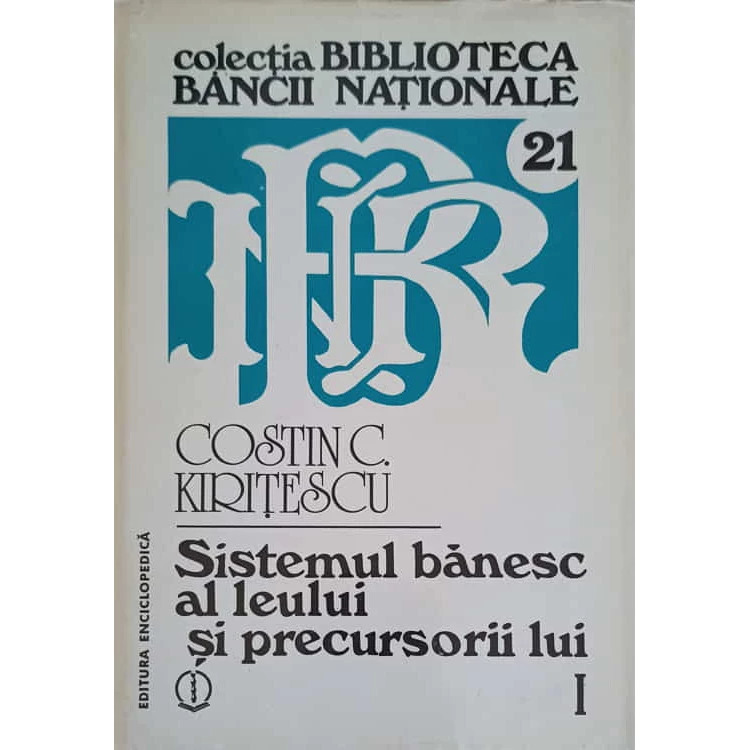 colecția BIBLIOTECA
BĂNCII NAȚIONALE
21
COSTIN C.
KIRIȚESCU
Sistemul bănesc
al leului
și precursorii lui
I
EDITURA ENCICLOPEDICĂ